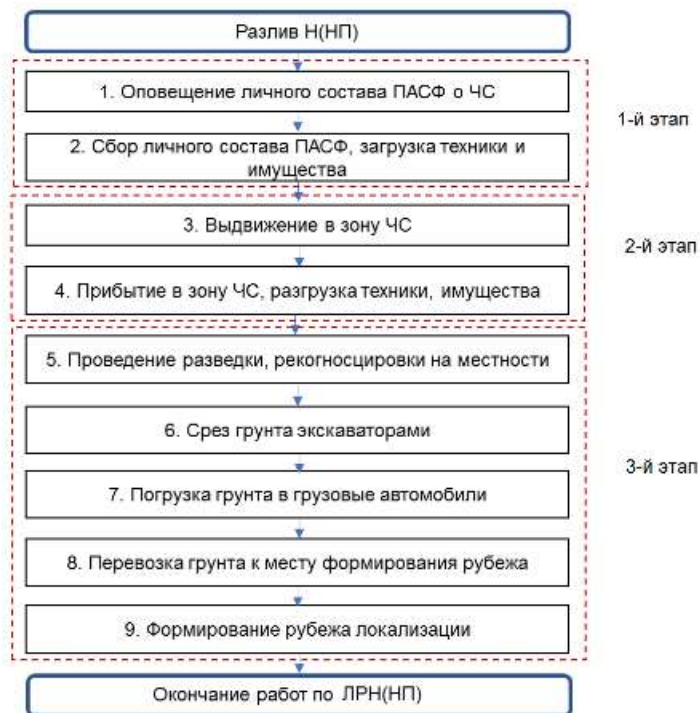 Разлив Н(НП)
1. Оповещение личного состава ПАСФ о ЧС
1-й этап
2. Сбор личного состава ПАСФ, загрузка техники и
имущества
3. Выдвижение в зону ЧС
2-й этап
4. Прибытие в зону ЧС, разгрузка техники, имущества
5. Проведение разведки, рекогносцировки на местности
6. Срез грунта экскаваторами
3-й этап
7. Погрузка грунта в грузовые автомобили
8. Перевозка грунта к месту формирования рубежа
9. Формирование рубежа локализации
Окончание работ по ЛРН(НП)